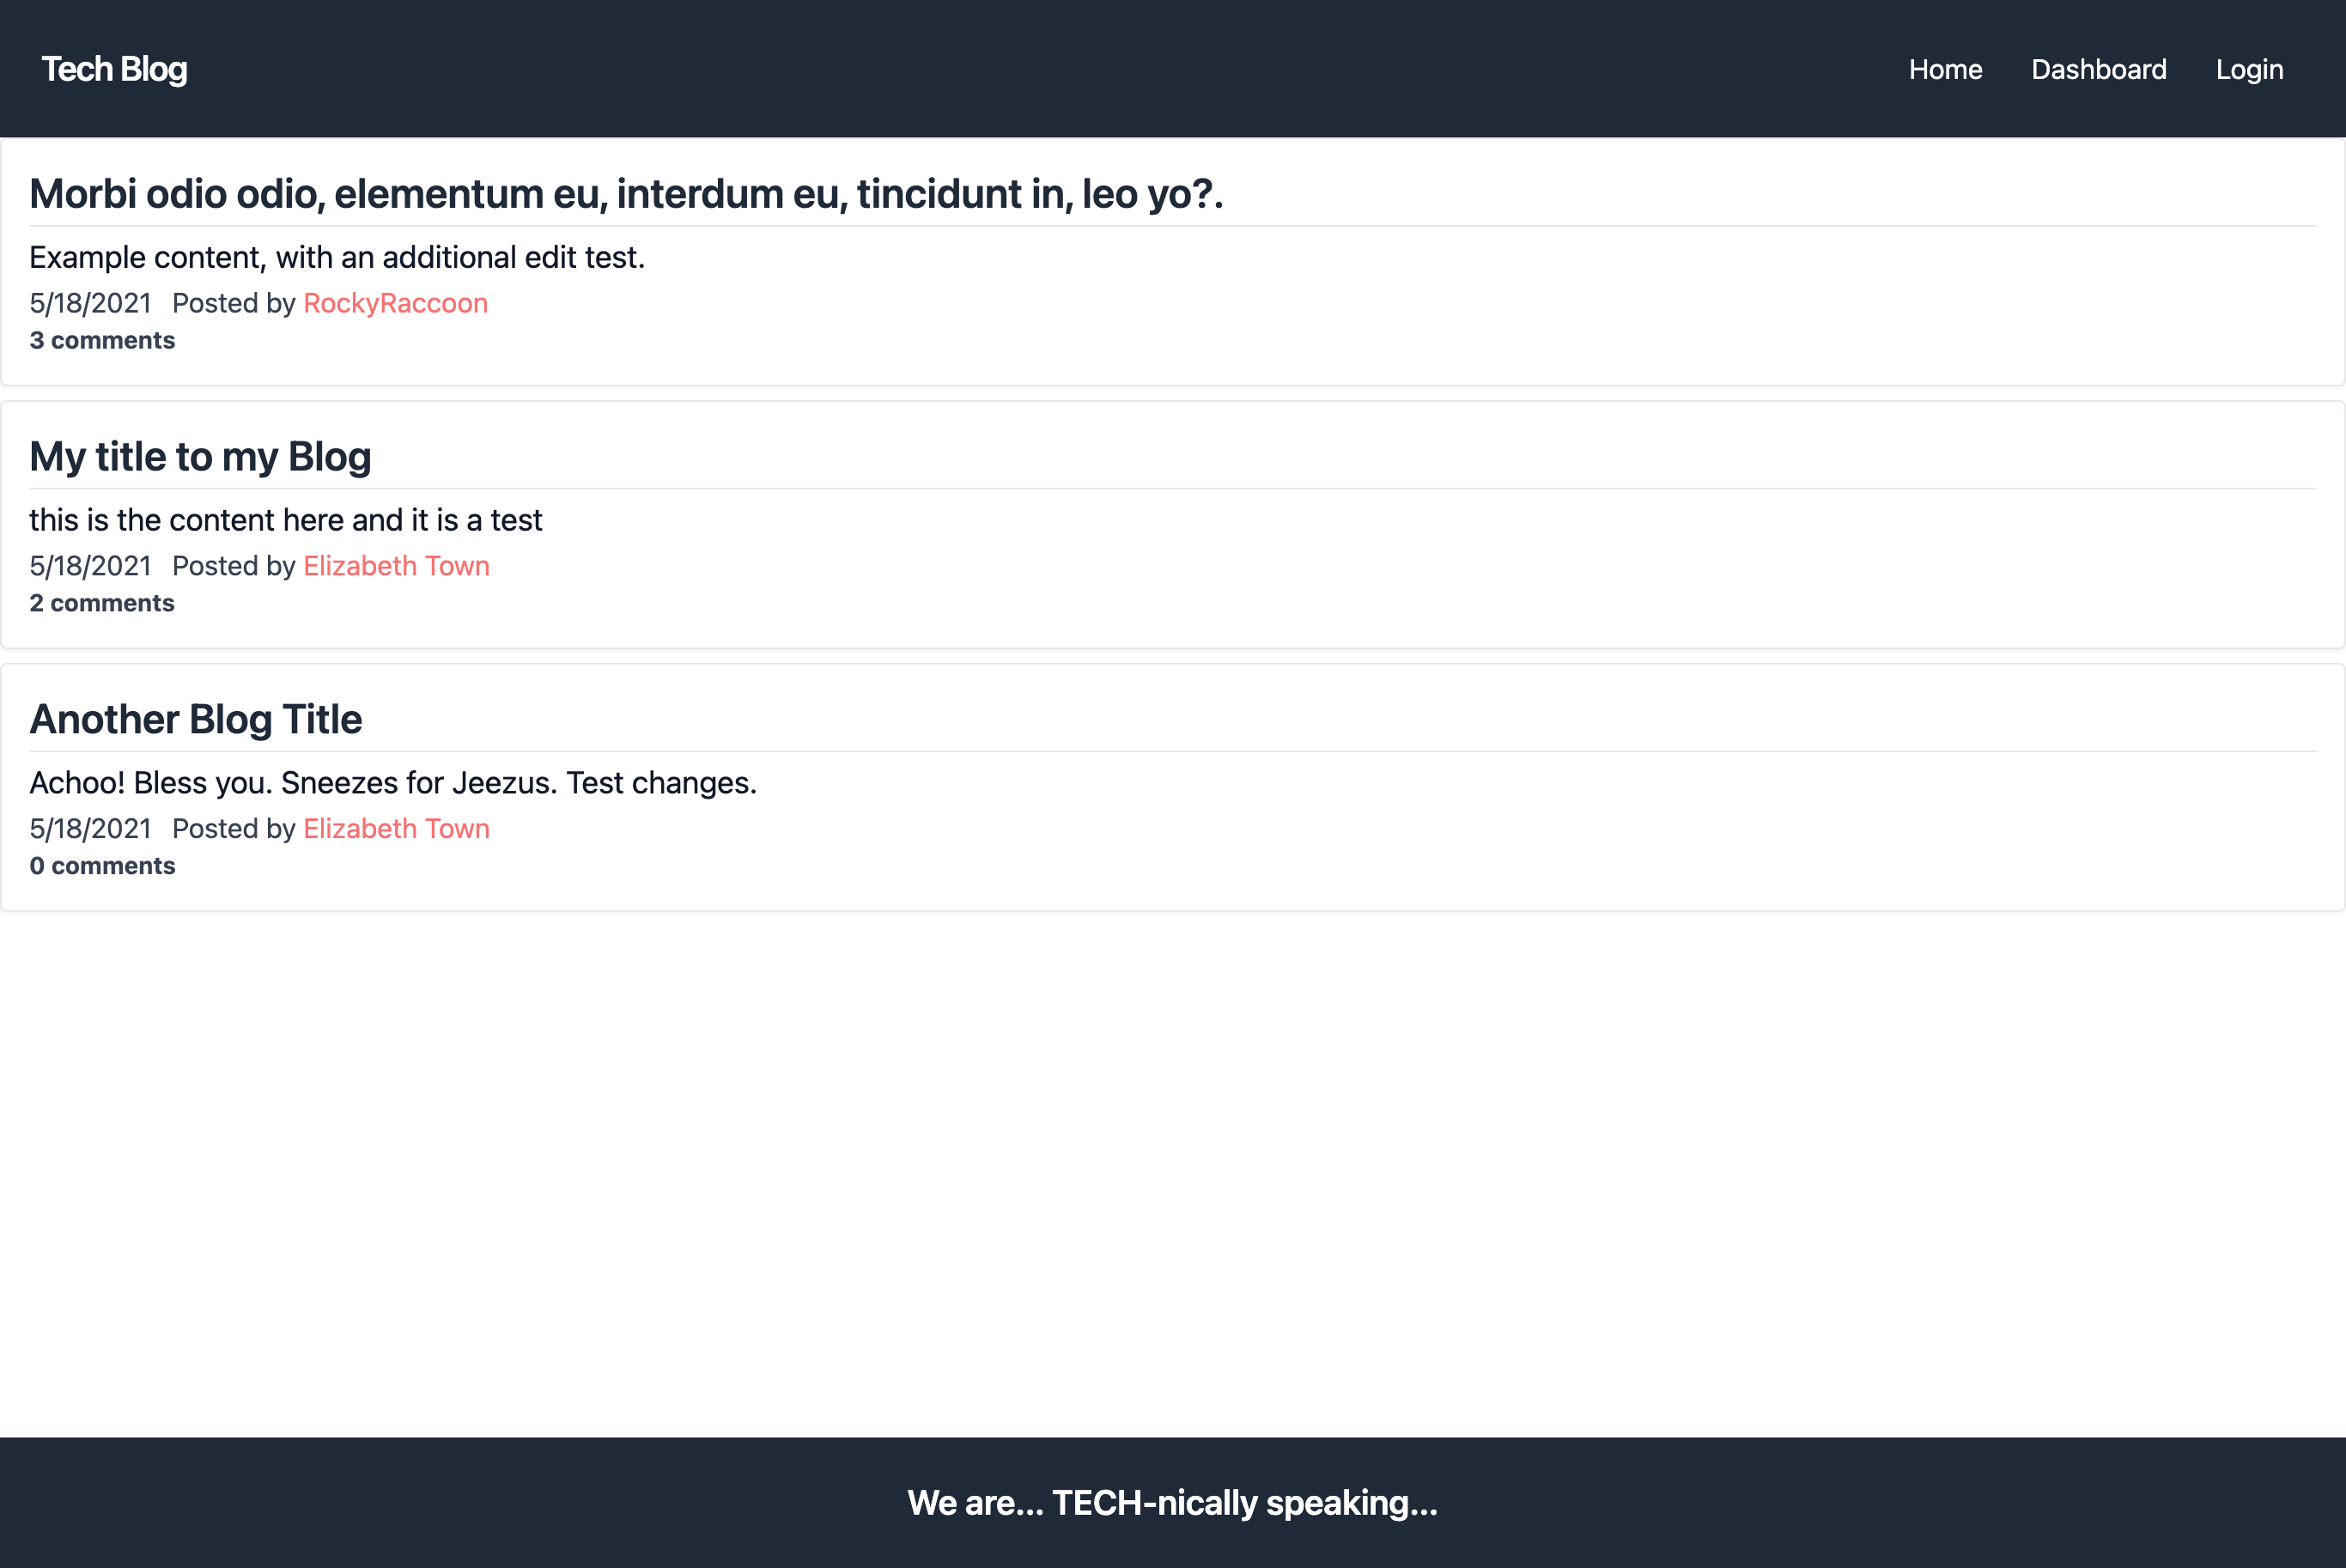 Tech Blog
Home Dashboard Login
Morbi odio odio, elementum eu, interdum eu, tincidunt in, leo yo?.
Example content, with an additional edit test.
5/18/2021 Posted by RockyRaccoon
3 comments
My title to my Blog
this is the content here and it is a test
5/18/2021 Posted by Elizabeth Town
2 comments
Another Blog Title
Achoo! Bless you. Sneezes for Jeezus. Test changes.
5/18/2021 Posted by Elizabeth Town
0 comments
We are... TECH-nically speaking...